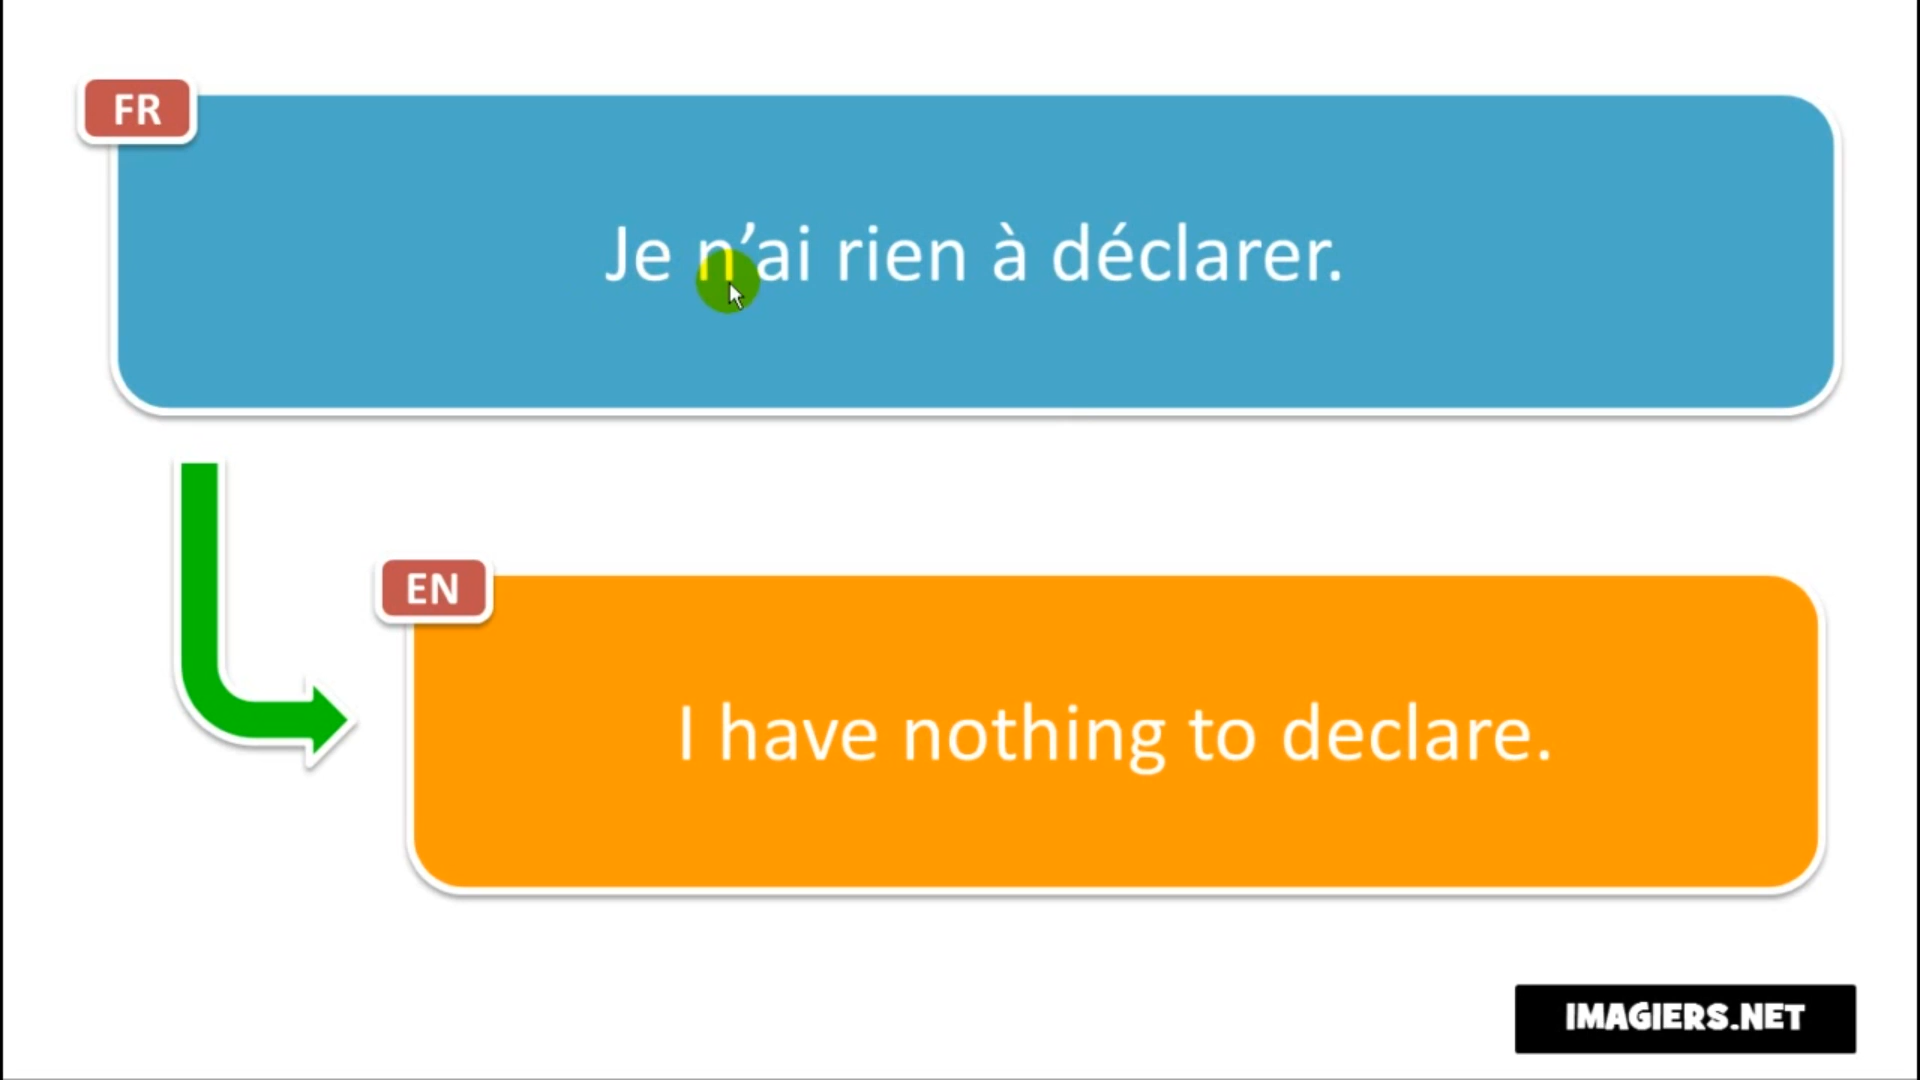 FR
Je n’ai rien à déclarer.
EN
I have nothing to declare.
IMAGIERS.NET